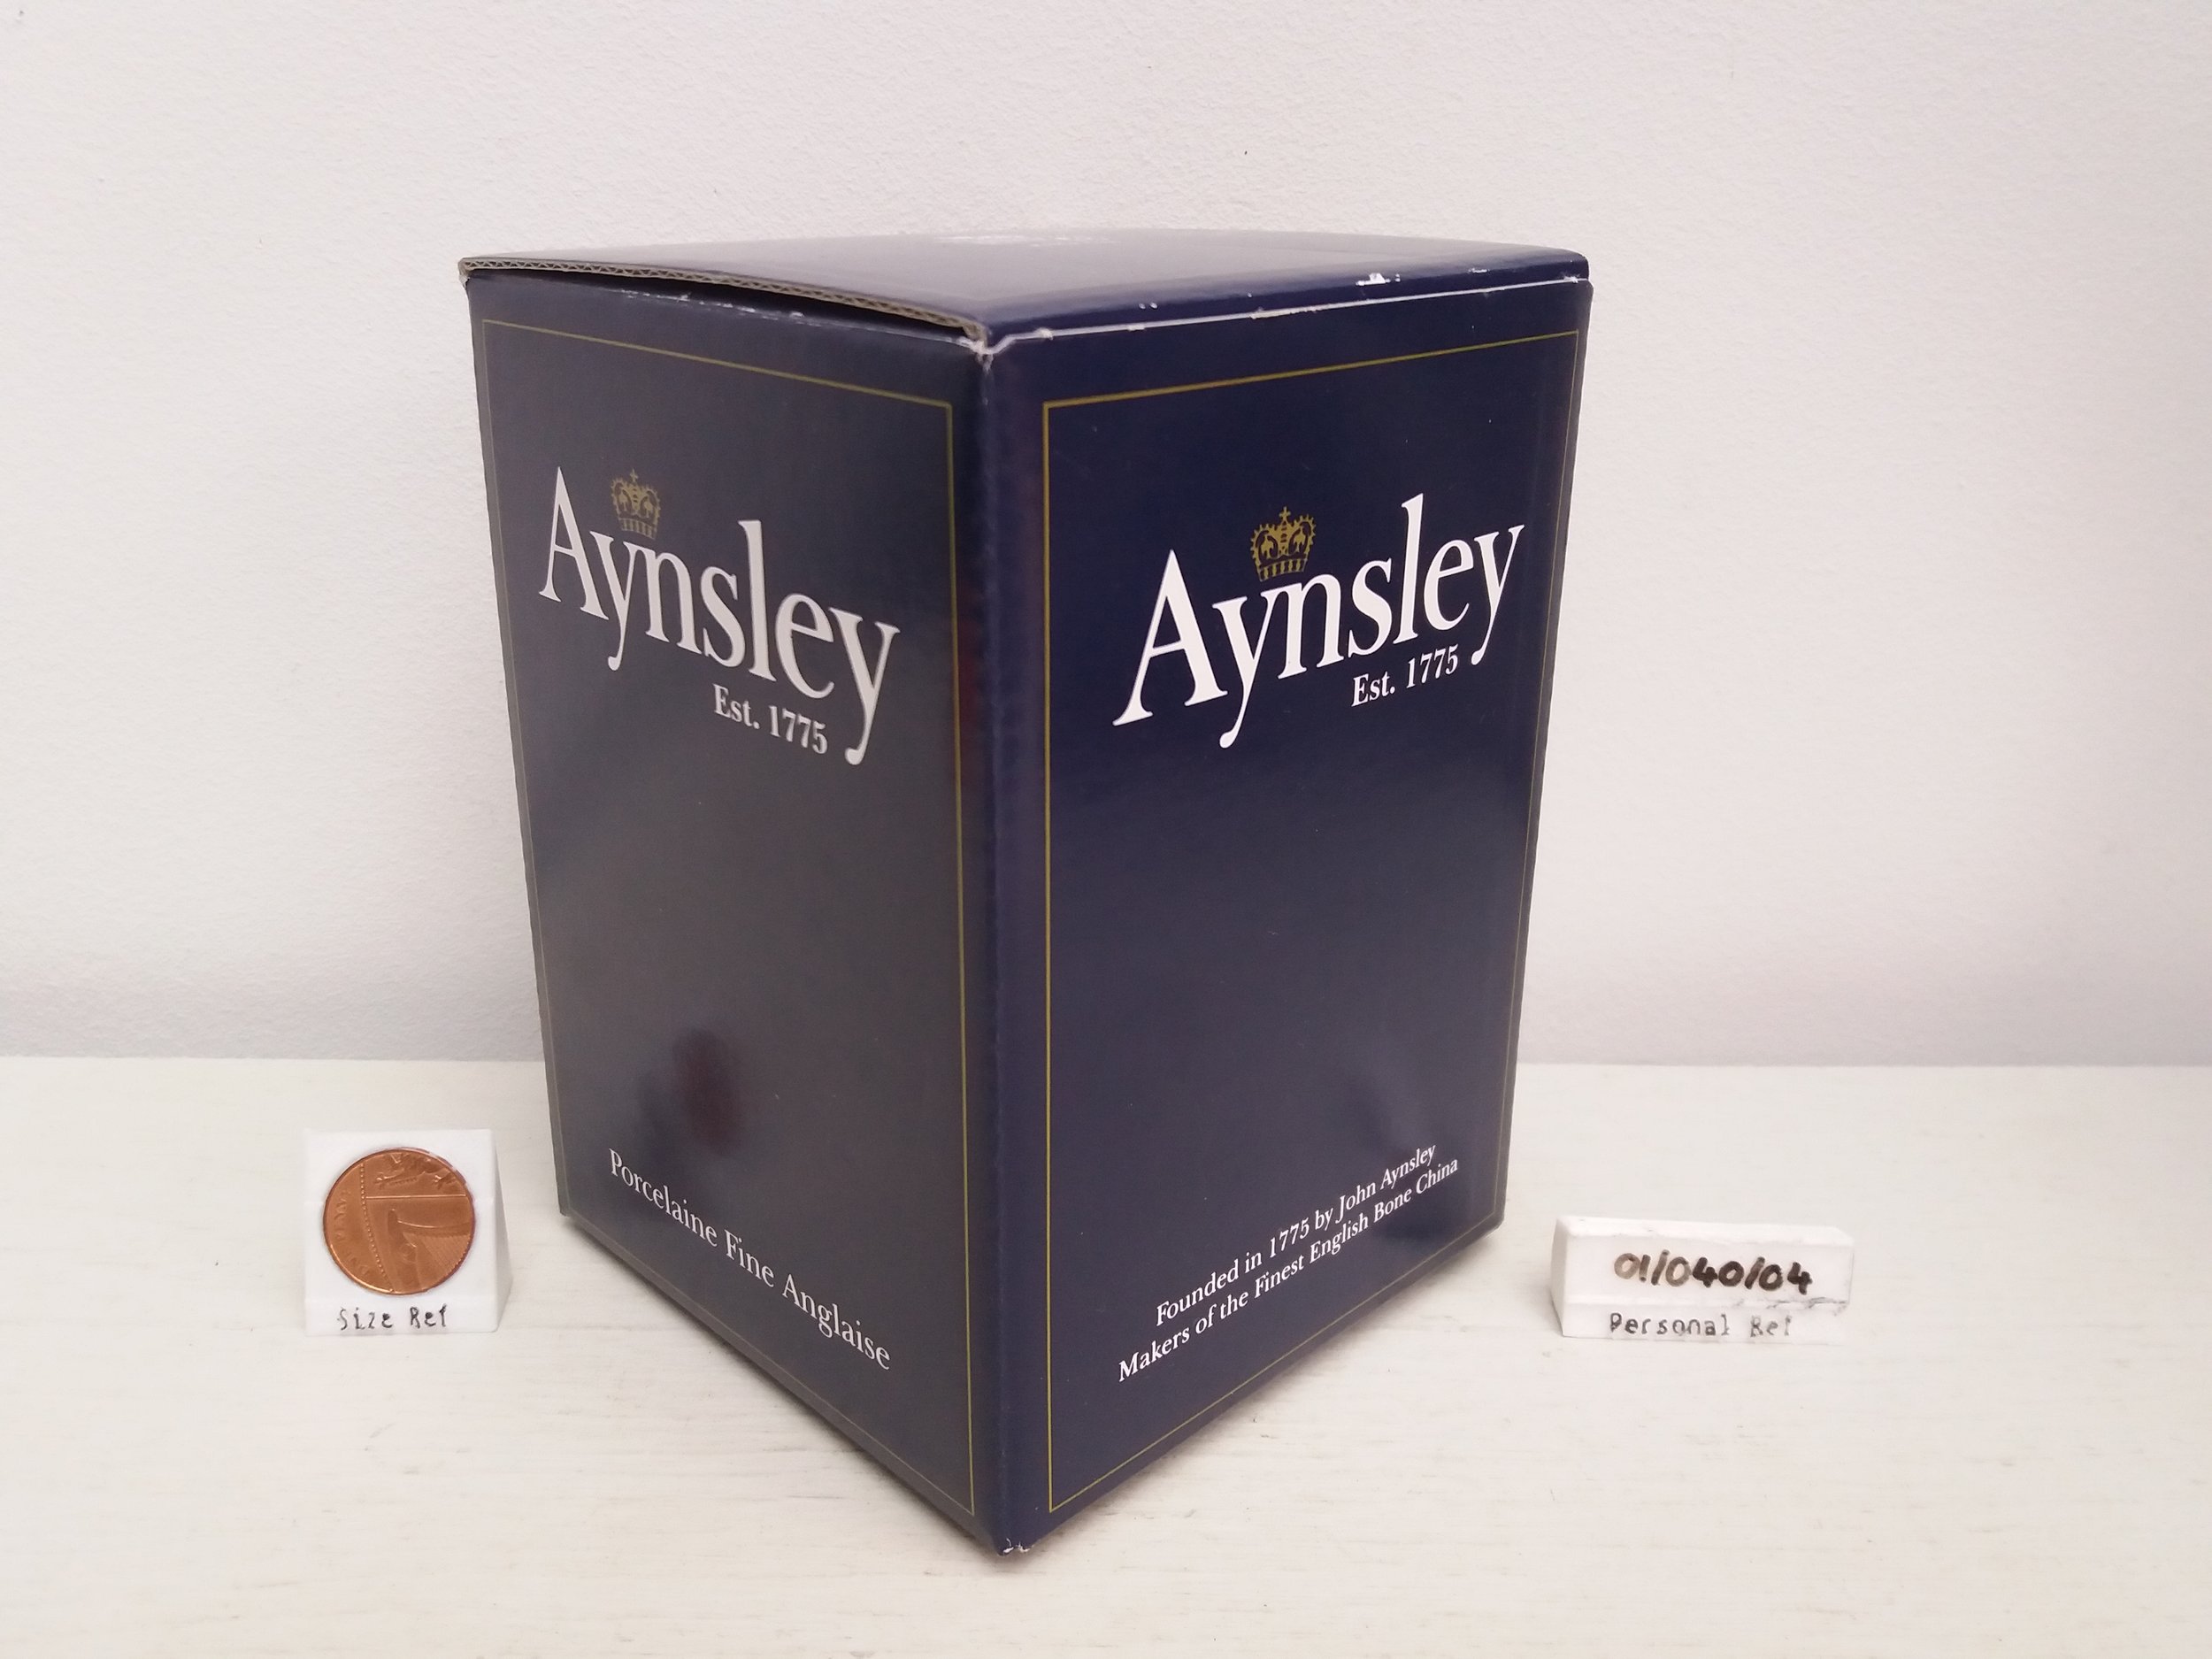 Aynsley
Est. 1775
Porcelaine Fine Anglaise
Aynsley
Est. 1775
Founded in 1775 by John Aynsley
Makers of the Finest English Bone China
Size Ref
01/040/04
Personal Ref